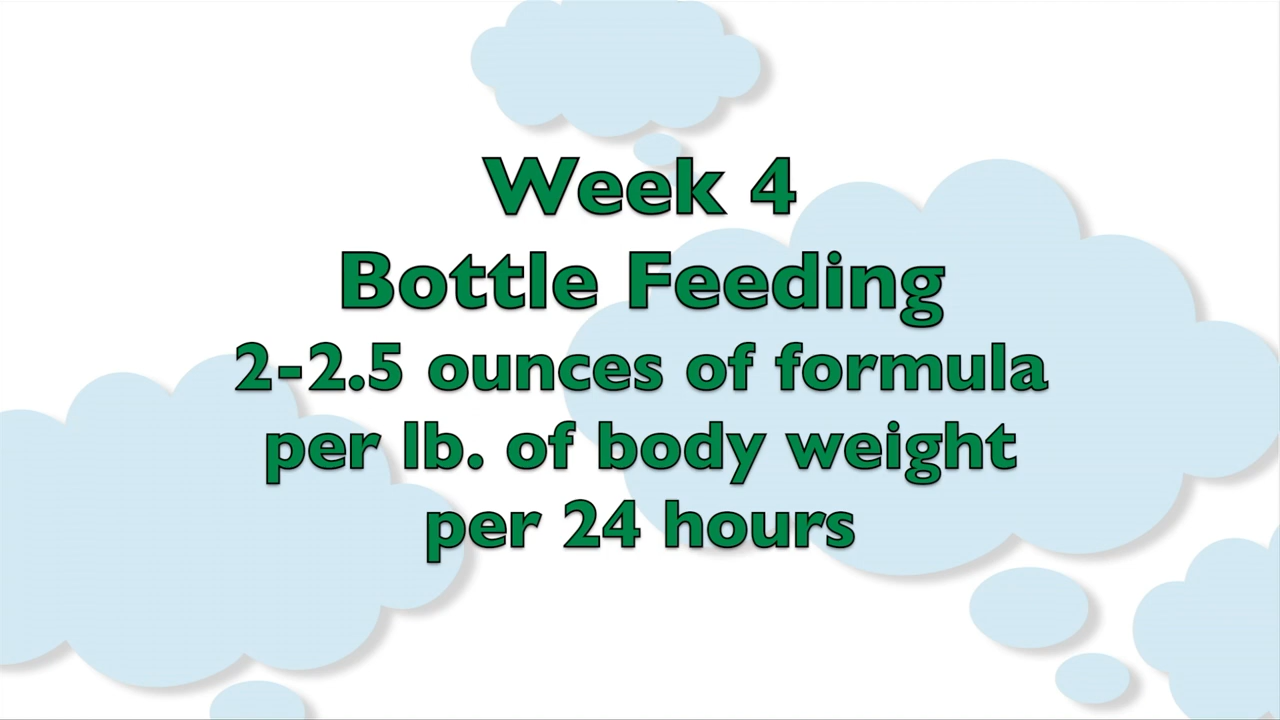 Week 4
Bottle Feeding
2-2.5 ounces of formula
per lb. of body weight
per 24 hours